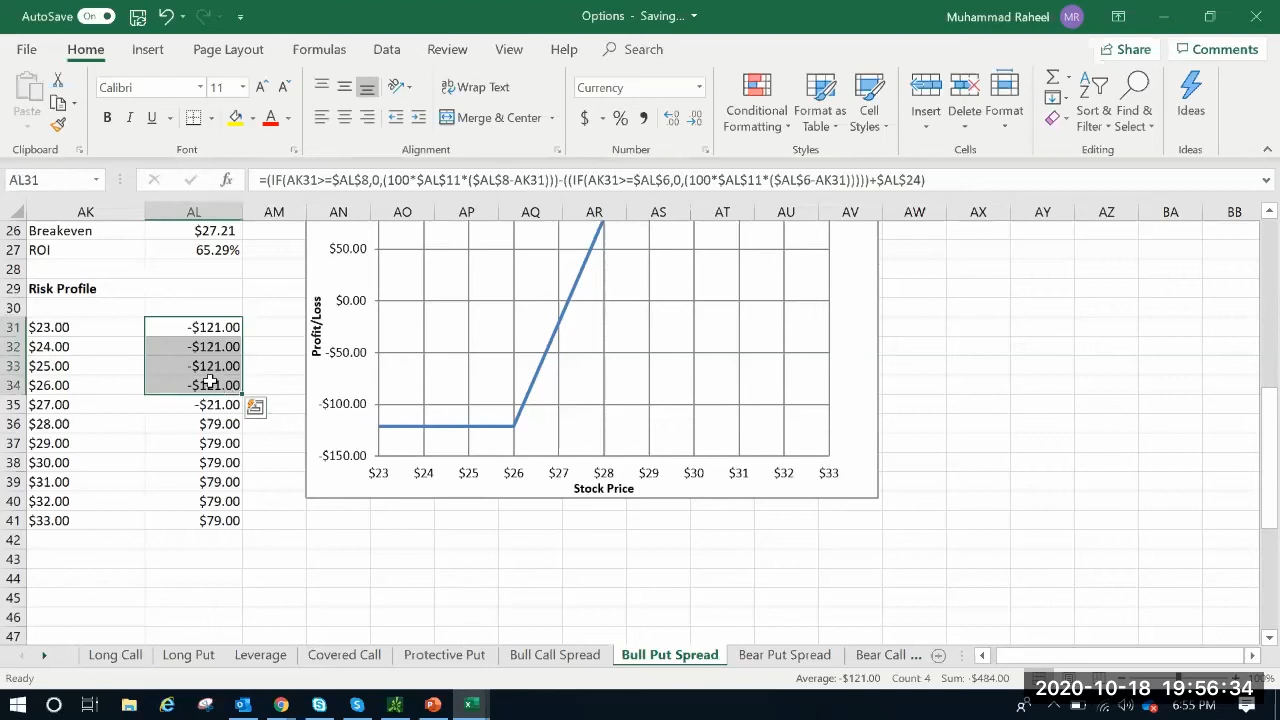 AutoSave On Options - Saving... Muhammad Raheel MR
File Home Insert Page Layout Formulas Data Review View Help Search Share Comments
Paste Calibri 11 Wrap Text Currency Conditional Formatting Format as Table Cell Styles Insert Delete Format Sort & Filter Find & Select Ideas
B I U A Merge & Center $ % ,
Clipboard Font Alignment Number Styles Cells Editing Ideas
AL31 fx =(IF(AK31>=$AL$8,0,(100*$AL$11*($AL$8-AK31)))-((IF(AK31>=$AL$6,0,(100*$AL$11*($AL$6-AK31)))))+$AL$24)
AK AL AM AN AO AP AQ AR AS AT AU AV AW AX AY AZ BA BB
26 Breakeven $27.21
27 ROI 65.29%
28
29 Risk Profile
30
31 $23.00 -$121.00
32 $24.00 -$121.00
33 $25.00 -$121.00
34 $26.00 -$121.00
35 $27.00 -$21.00
36 $28.00 $79.00
37 $29.00 $79.00
38 $30.00 $79.00
39 $31.00 $79.00
40 $32.00 $79.00
41 $33.00 $79.00
42
43
44
45
46
47
$50.00
$0.00
-$50.00
-$100.00
-$150.00
Profit/Loss
$23 $24 $25 $26 $27 $28 $29 $30 $31 $32 $33
Stock Price
Long Call Long Put Leverage Covered Call Protective Put Bull Call Spread Bull Put Spread Bear Put Spread Bear Call ...
Ready Average: -$121.00 Count: 4 Sum: -$484.00 100%
2020-10-18 19:56:34
6:55 PM